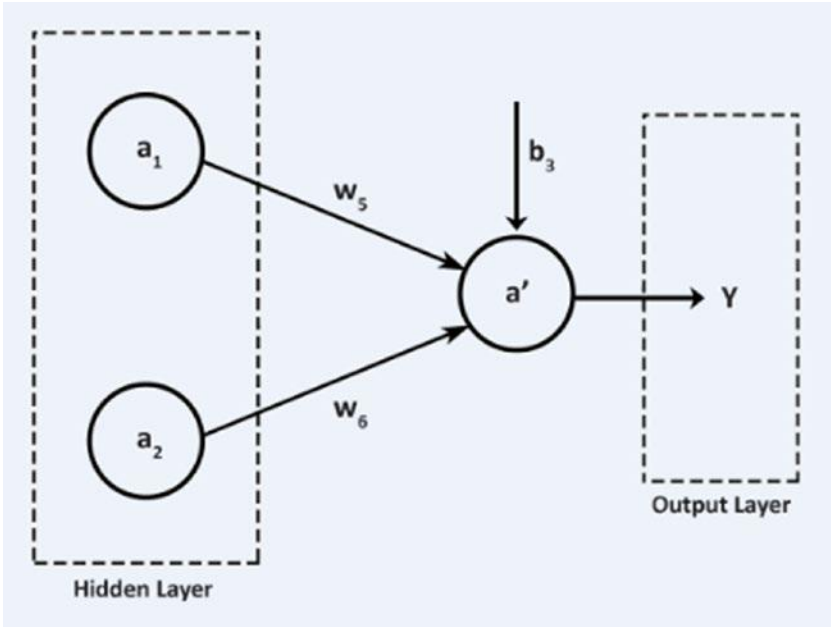 a₁
w₅
b₃
a′
Y
a₂
w₆
Output Layer
Hidden Layer